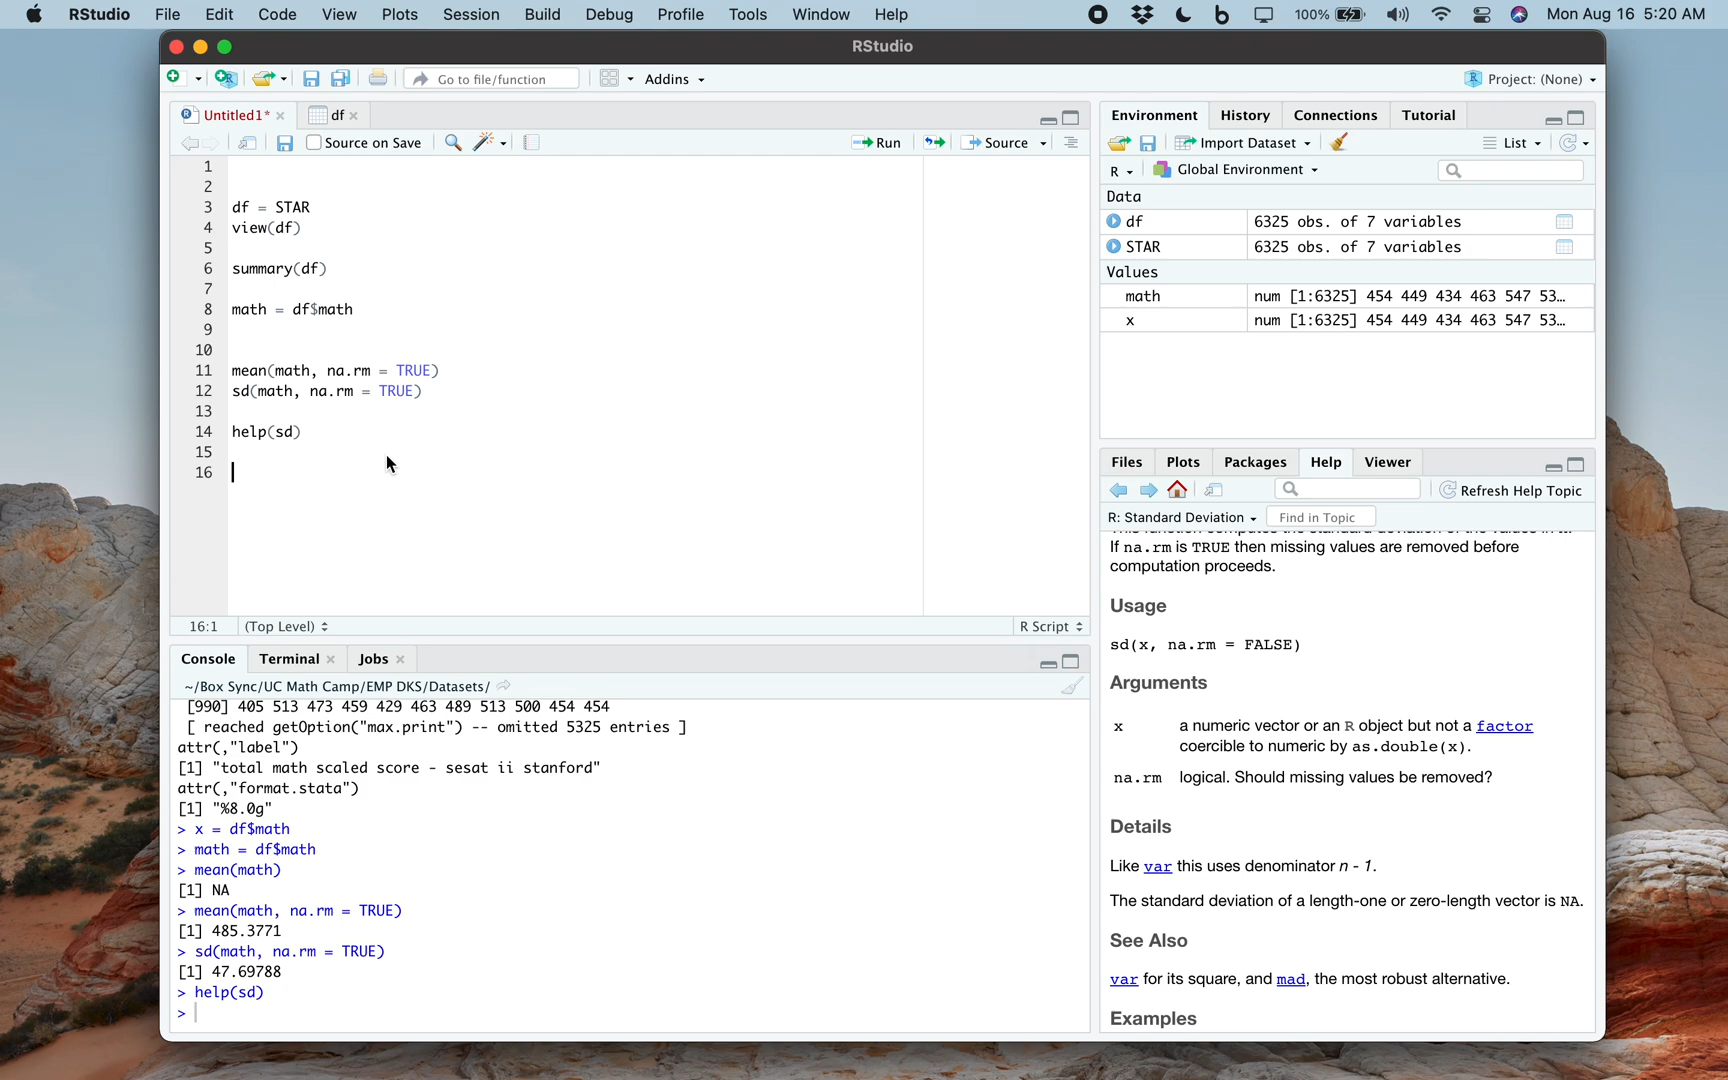 RStudio File Edit Code View Plots Session Build Debug Profile Tools Window Help 100% Mon Aug 16 5:20 AM
RStudio
Go to file/function Addins Project: (None)
Untitled1* df
Source on Save Run Source
1
2
3 df = STAR
4 view(df)
5
6 summary(df)
7
8 math = df$math
9
10
11 mean(math, na.rm = TRUE)
12 sd(math, na.rm = TRUE)
13
14 help(sd)
15
16
16:1 (Top Level) R Script
Console Terminal Jobs
~/Box Sync/UC Math Camp/EMP DKS/Datasets/
[990] 405 513 473 459 429 463 489 513 500 454 454
[ reached getOption("max.print") -- omitted 5325 entries ]
attr(,"label")
[1] "total math scaled score - sesat ii stanford"
attr(,"format.stata")
[1] "%8.0g"
> x = df$math
> math = df$math
> mean(math)
[1] NA
> mean(math, na.rm = TRUE)
[1] 485.3771
> sd(math, na.rm = TRUE)
[1] 47.69788
> help(sd)
>
Environment History Connections Tutorial
Import Dataset List
R Global Environment
Data
df 6325 obs. of 7 variables
STAR 6325 obs. of 7 variables
Values
math num [1:6325] 454 449 434 463 547 53…
x num [1:6325] 454 449 434 463 547 53…
Files Plots Packages Help Viewer
Refresh Help Topic
R: Standard Deviation Find in Topic
If na.rm is TRUE then missing values are removed before
computation proceeds.
Usage
sd(x, na.rm = FALSE)
Arguments
x a numeric vector or an R object but not a factor
coercible to numeric by as.double(x).
na.rm logical. Should missing values be removed?
Details
Like var this uses denominator n - 1.
The standard deviation of a length-one or zero-length vector is NA.
See Also
var for its square, and mad, the most robust alternative.
Examples